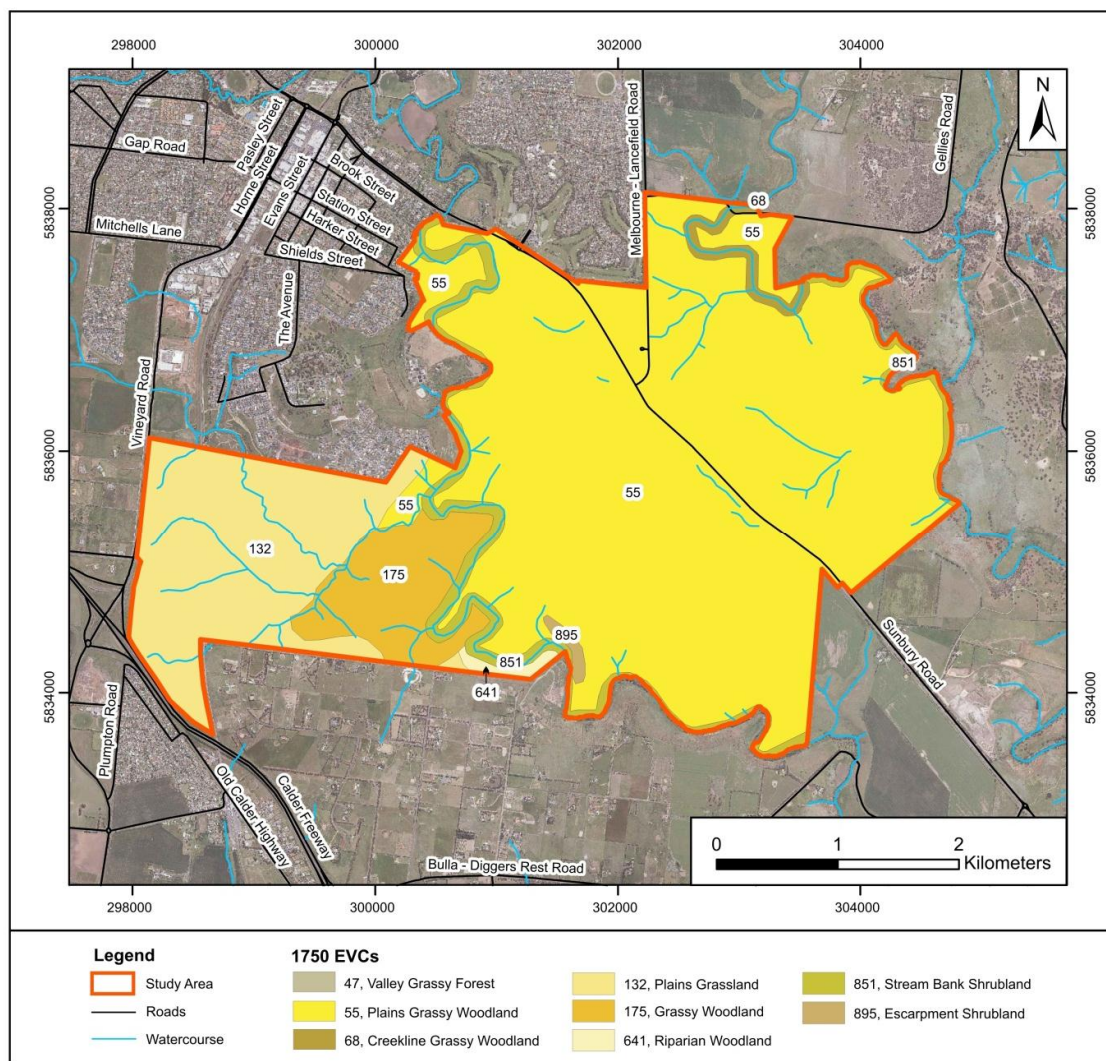 298000
300000
302000
304000
N
Gap Road
Pasley Street
Horne Street
Evans Street
Brook Street
Station Street
Harker Street
Shields Street
Mitchells Lane
The Avenue
Vineyard Road
Melbourne - Lancefield Road
Gellies Road
5838000
5838000
68
55
55
851
5836000
5836000
55
55
132
175
895
851
641
Sunbury Road
5834000
5834000
Plumpton Road
Old Calder Highway
Calder Freeway
Bulla - Diggers Rest Road
0
1
2
Kilometers
298000
300000
302000
304000
Legend
Study Area
Roads
Watercourse
1750 EVCs
47, Valley Grassy Forest
55, Plains Grassy Woodland
68, Creekline Grassy Woodland
132, Plains Grassland
175, Grassy Woodland
641, Riparian Woodland
851, Stream Bank Shrubland
895, Escarpment Shrubland